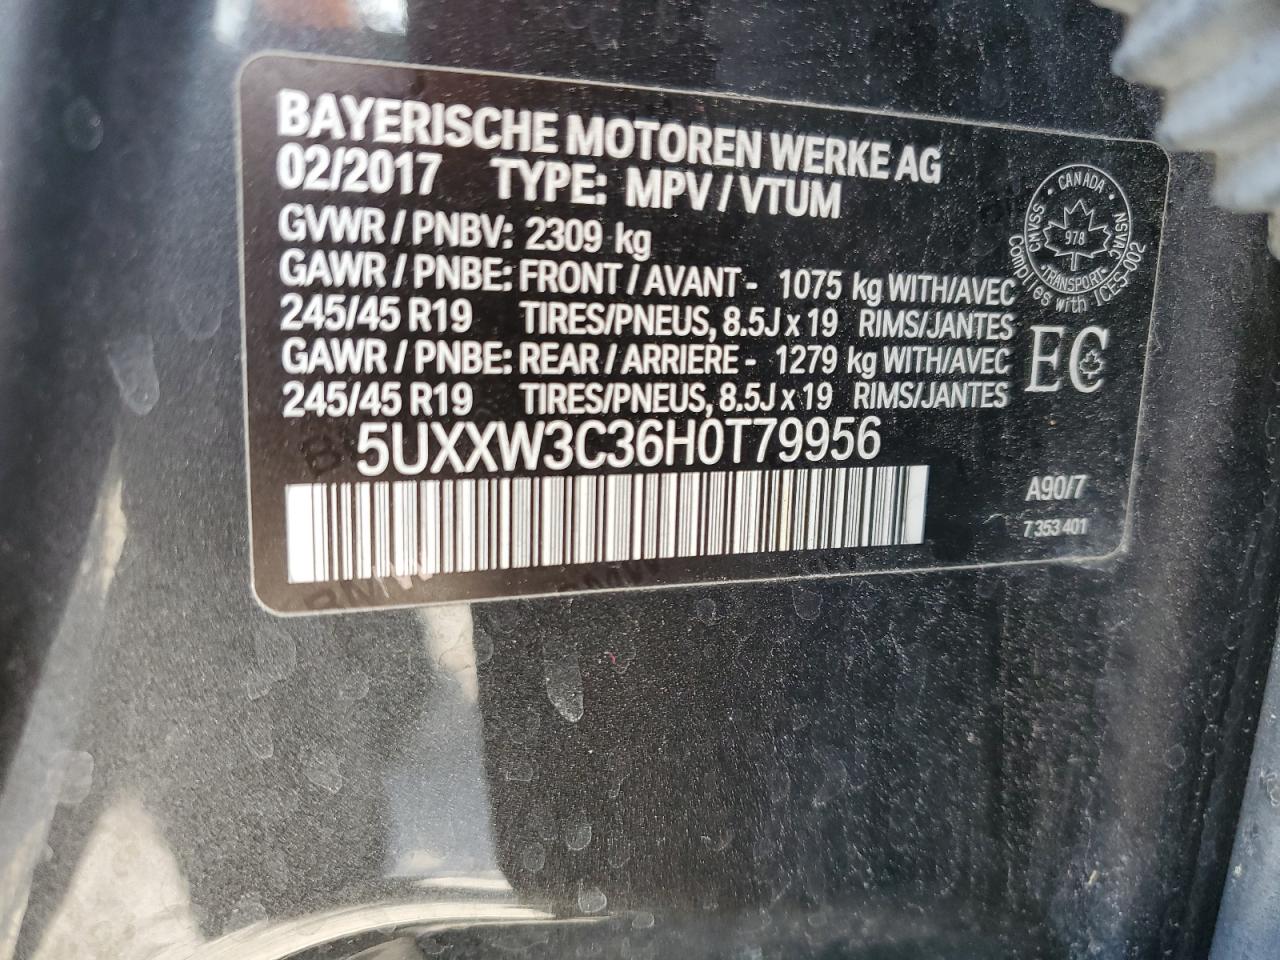 BAYERISCHE MOTOREN WERKE AG
02/2017 TYPE: MPV / VTUM
GVWR / PNBV: 2309 kg
GAWR / PNBE: FRONT / AVANT - 1075 kg WITH/AVEC
245/45 R19 TIRES/PNEUS, 8.5J x 19 RIMS/JANTES
GAWR / PNBE: REAR / ARRIERE - 1279 kg WITH/AVEC
245/45 R19 TIRES/PNEUS, 8.5J x 19 RIMS/JANTES
5UXXW3C36H0T79956
CANADA
CMVSS
NSVAC
978
TRANSPORT
Complies with ICES-002
EC
A90/7
7 353 401
BMW
BMW